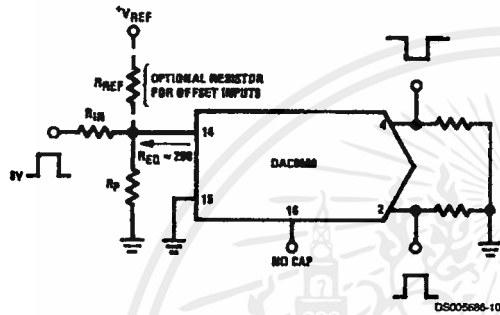 +VREF
RREF
OPTIONAL RESISTOR
FOR OFFSET INPUTS
RIN
14
4
REQ ≈ 200
DAC0800
0V
RP
15
2
16
NO CAP
DS005686-10